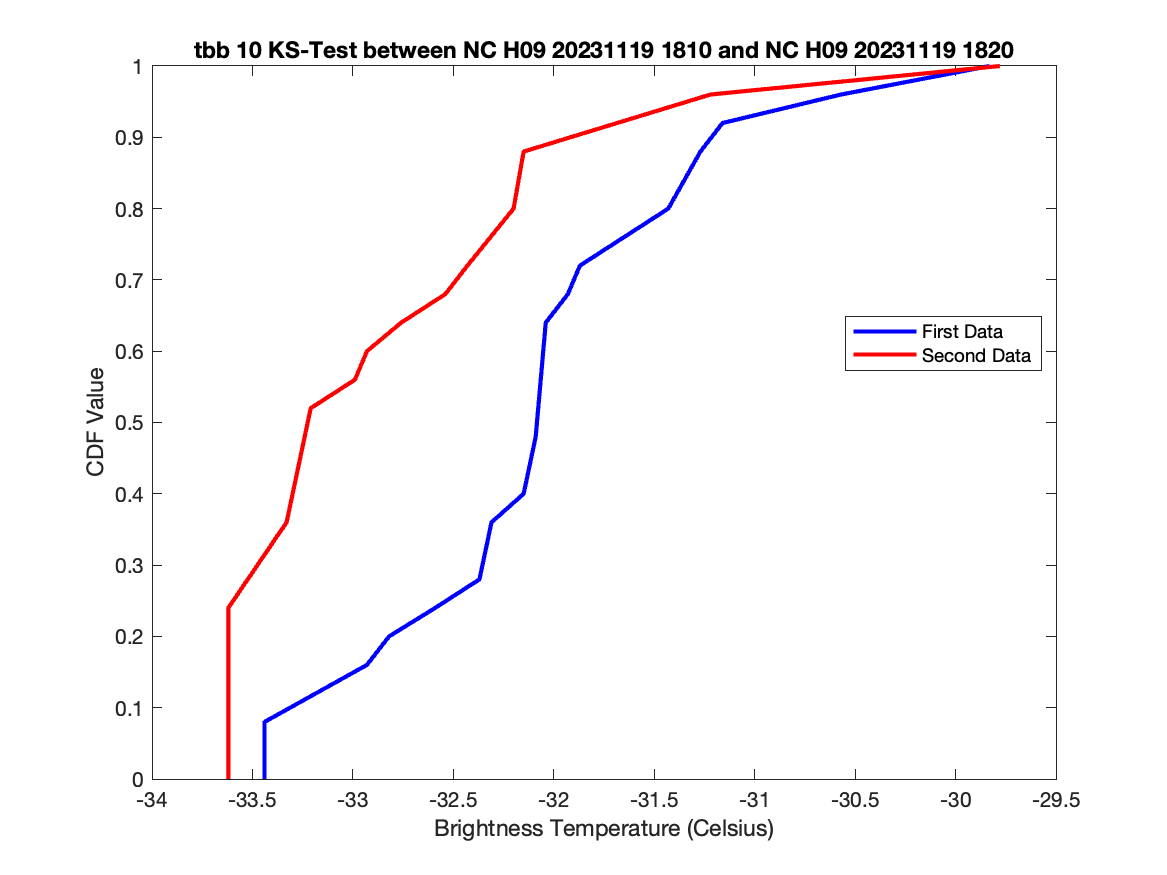 tbb 10 KS-Test between NC H09 20231119 1810 and NC H09 20231119 1820
1
0.9
0.8
0.7
0.6
0.5
0.4
0.3
0.2
0.1
0
CDF Value
First Data
Second Data
-34 -33.5 -33 -32.5 -32 -31.5 -31 -30.5 -30 -29.5
Brightness Temperature (Celsius)